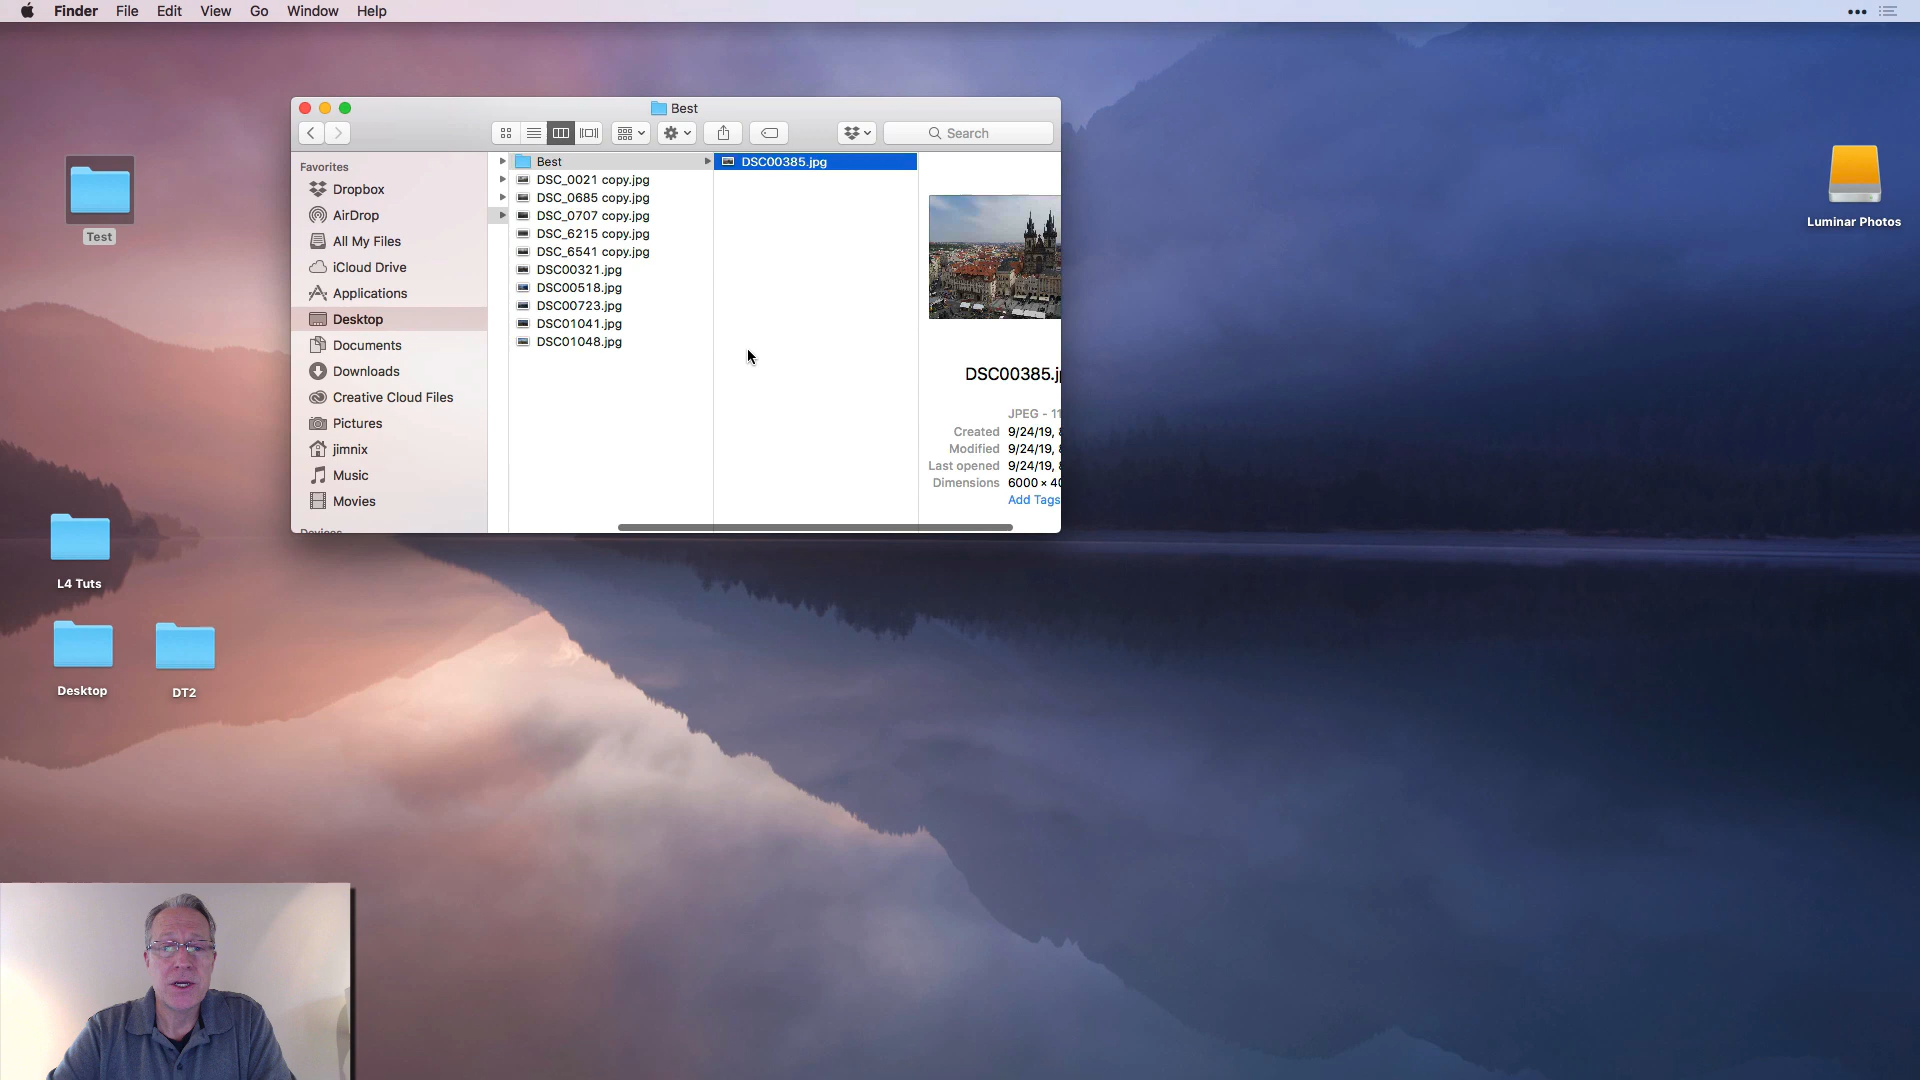 Finder File Edit View Go Window Help
Best
Search
Favorites
Dropbox
AirDrop
All My Files
iCloud Drive
Applications
Desktop
Documents
Downloads
Creative Cloud Files
Pictures
jimnix
Music
Movies
Devices
Best
DSC_0021 copy.jpg
DSC_0685 copy.jpg
DSC_0707 copy.jpg
DSC_6215 copy.jpg
DSC_6541 copy.jpg
DSC00321.jpg
DSC00518.jpg
DSC00723.jpg
DSC01041.jpg
DSC01048.jpg
DSC00385.jpg
DSC00385.j
JPEG - 11
Created 9/24/19,
Modified 9/24/19,
Last opened 9/24/19,
Dimensions 6000 × 40
Add Tags
Test
L4 Tuts
Desktop
DT2
Luminar Photos